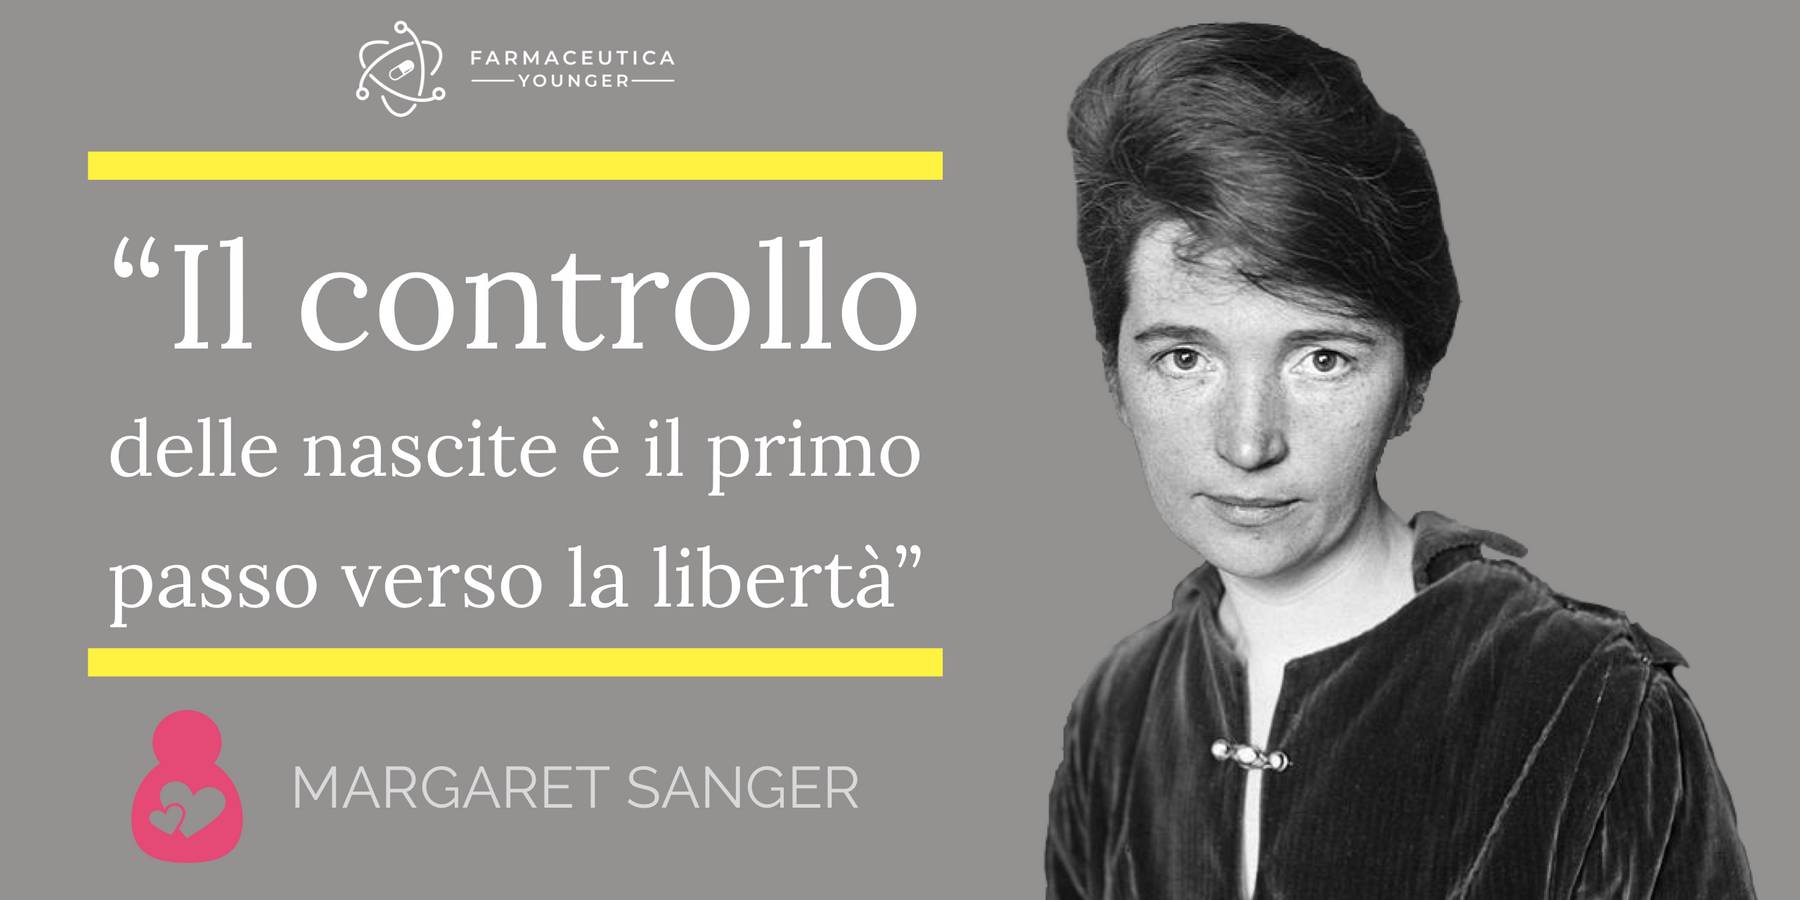 FARMACEUTICA
YOUNGER
“Il controllo
delle nascite è il primo
passo verso la libertà”
MARGARET SANGER